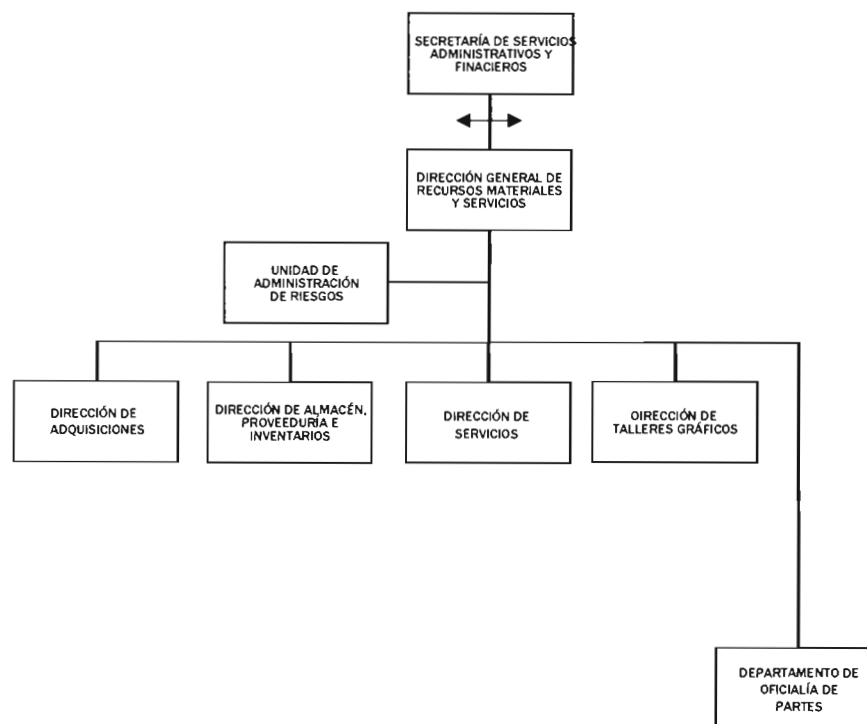 SECRETARÍA DE SERVICIOS
ADMINISTRATIVOS Y
FINACIEROS
DIRECCIÓN GENERAL DE
RECURSOS MATERIALES
Y SERVICIOS
UNIDAD DE
ADMINISTRACIÓN
DE RIESGOS
DIRECCIÓN DE
ADQUISICIONES
DIRECCIÓN DE ALMACÉN,
PROVEEDURÍA E
INVENTARIOS
DIRECCIÓN DE
SERVICIOS
OIRECCIÓN DE
TALLERES GRÁFICOS
DEPARTAMENTO DE
OFICIALÍA DE
PARTES